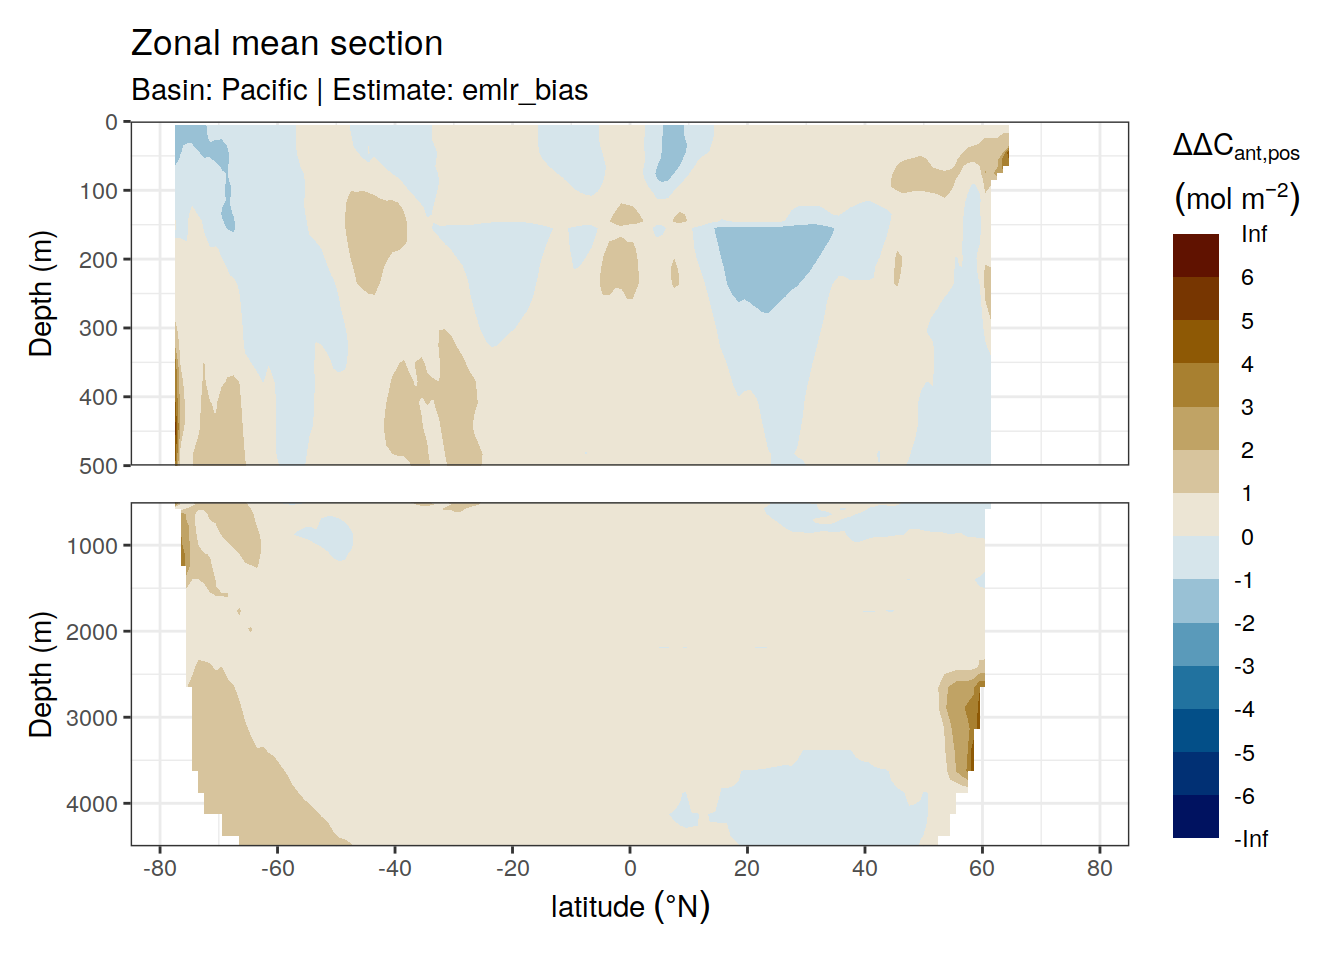 Zonal mean section
Basin: Pacific | Estimate: emlr_bias
0
100
200
300
400
500
Depth (m)
1000
2000
3000
4000
Depth (m)
-80 -60 -40 -20 0 20 40 60 80
latitude (°N)
ΔΔCant,pos
(mol m−2)
Inf
6
5
4
3
2
1
0
-1
-2
-3
-4
-5
-6
-Inf